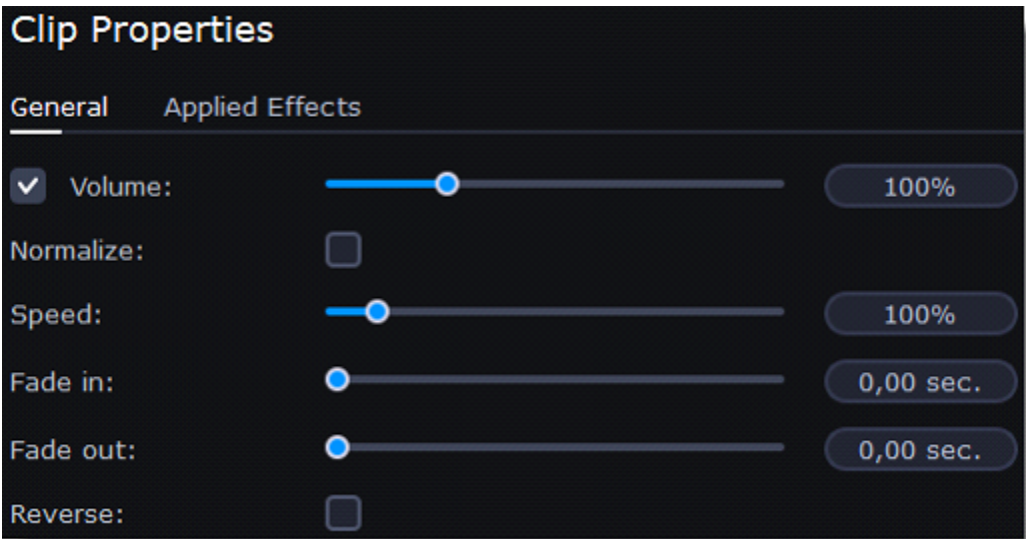 Clip Properties
General Applied Effects
Volume: 100%
Normalize:
Speed: 100%
Fade in: 0,00 sec.
Fade out: 0,00 sec.
Reverse: